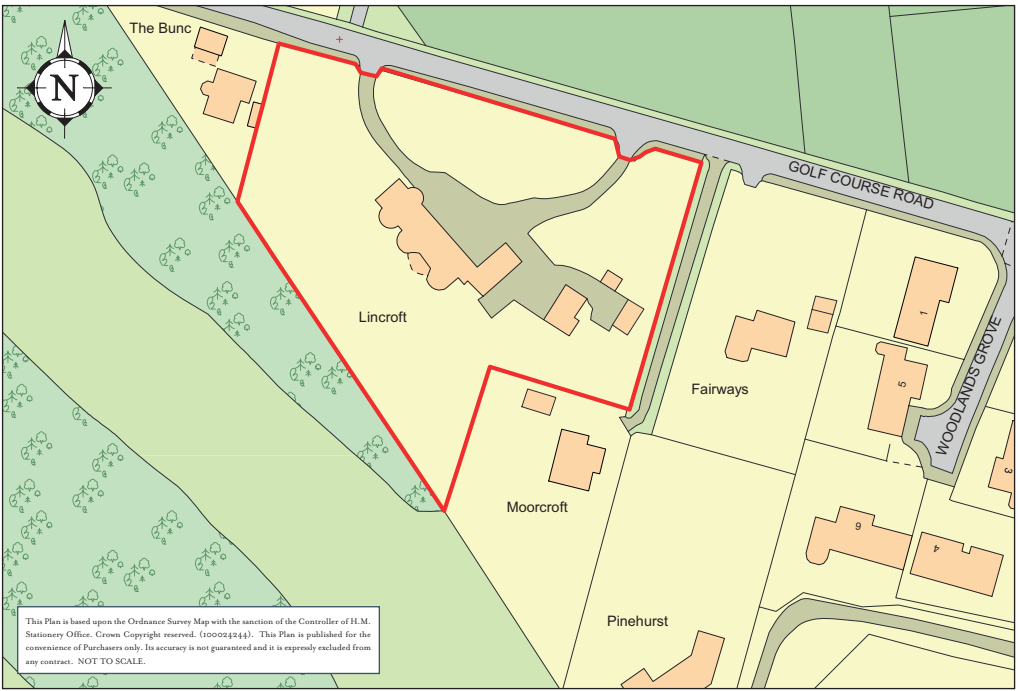 The Bunc
N
GOLF COURSE ROAD
Lincroft
1
WOODLANDS GROVE
5
Fairways
3
Moorcroft
6
4
Pinehurst
This Plan is based upon the Ordnance Survey Map with the sanction of the Controller of H.M.
Stationery Office. Crown Copyright reserved. (100024244). This Plan is published for the
convenience of Purchasers only. Its accuracy is not guaranteed and it is expressly excluded from
any contract. NOT TO SCALE.